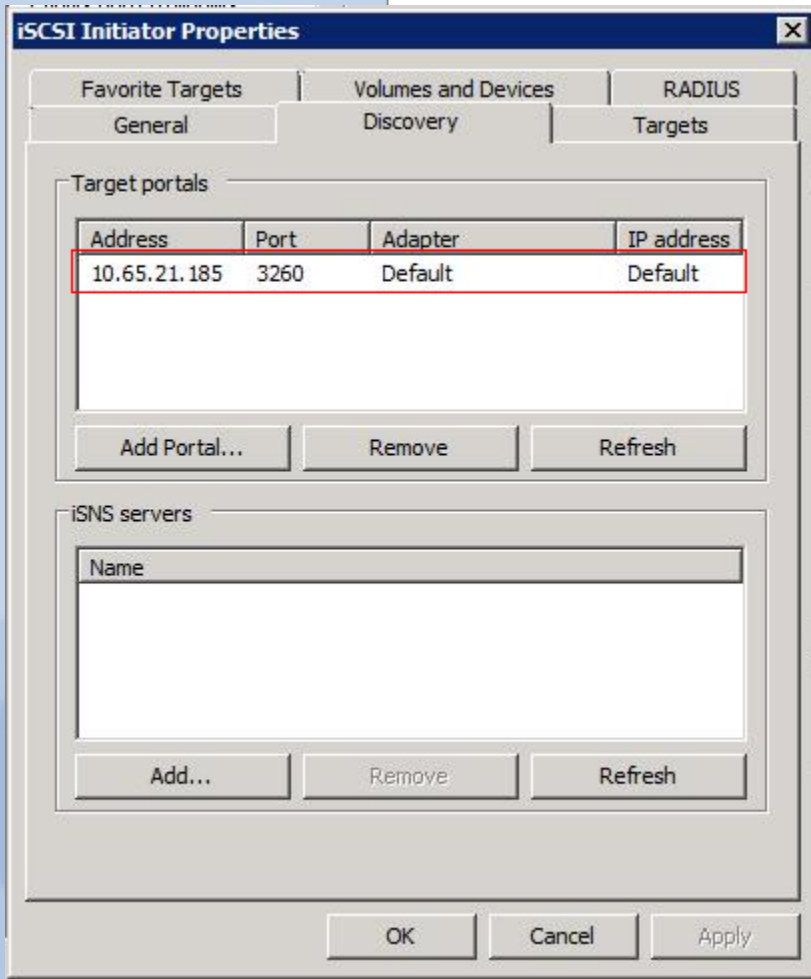 iSCSI Initiator Properties
Favorite Targets Volumes and Devices RADIUS
General Discovery Targets
Target portals
Address Port Adapter IP address
10.65.21.185 3260 Default Default
Add Portal... Remove Refresh
iSNS servers
Name
Add... Remove Refresh
OK Cancel Apply